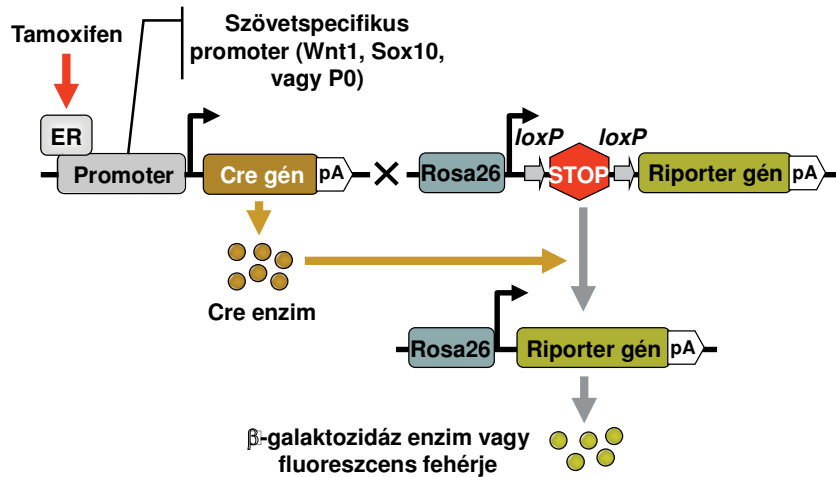 Tamoxifen
Szövetspecifikus
promoter (Wnt1, Sox10,
vagy P0)
ER
Promoter
Cre gén
pA
Rosa26
loxP
STOP
loxP
Riporter gén
pA
Cre enzim
Rosa26
Riporter gén
pA
β-galaktozidáz enzim vagy
fluoreszcens fehérje